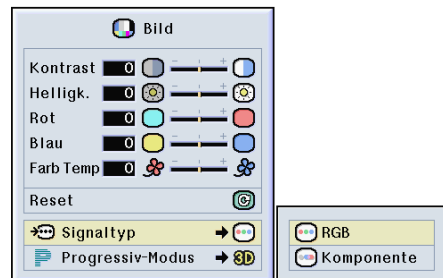 Bild
Kontrast 0
Helligk. 0
Rot 0
Blau 0
Farb Temp 0
Reset
Signaltyp
Progressiv-Modus 3D
RGB
Komponente